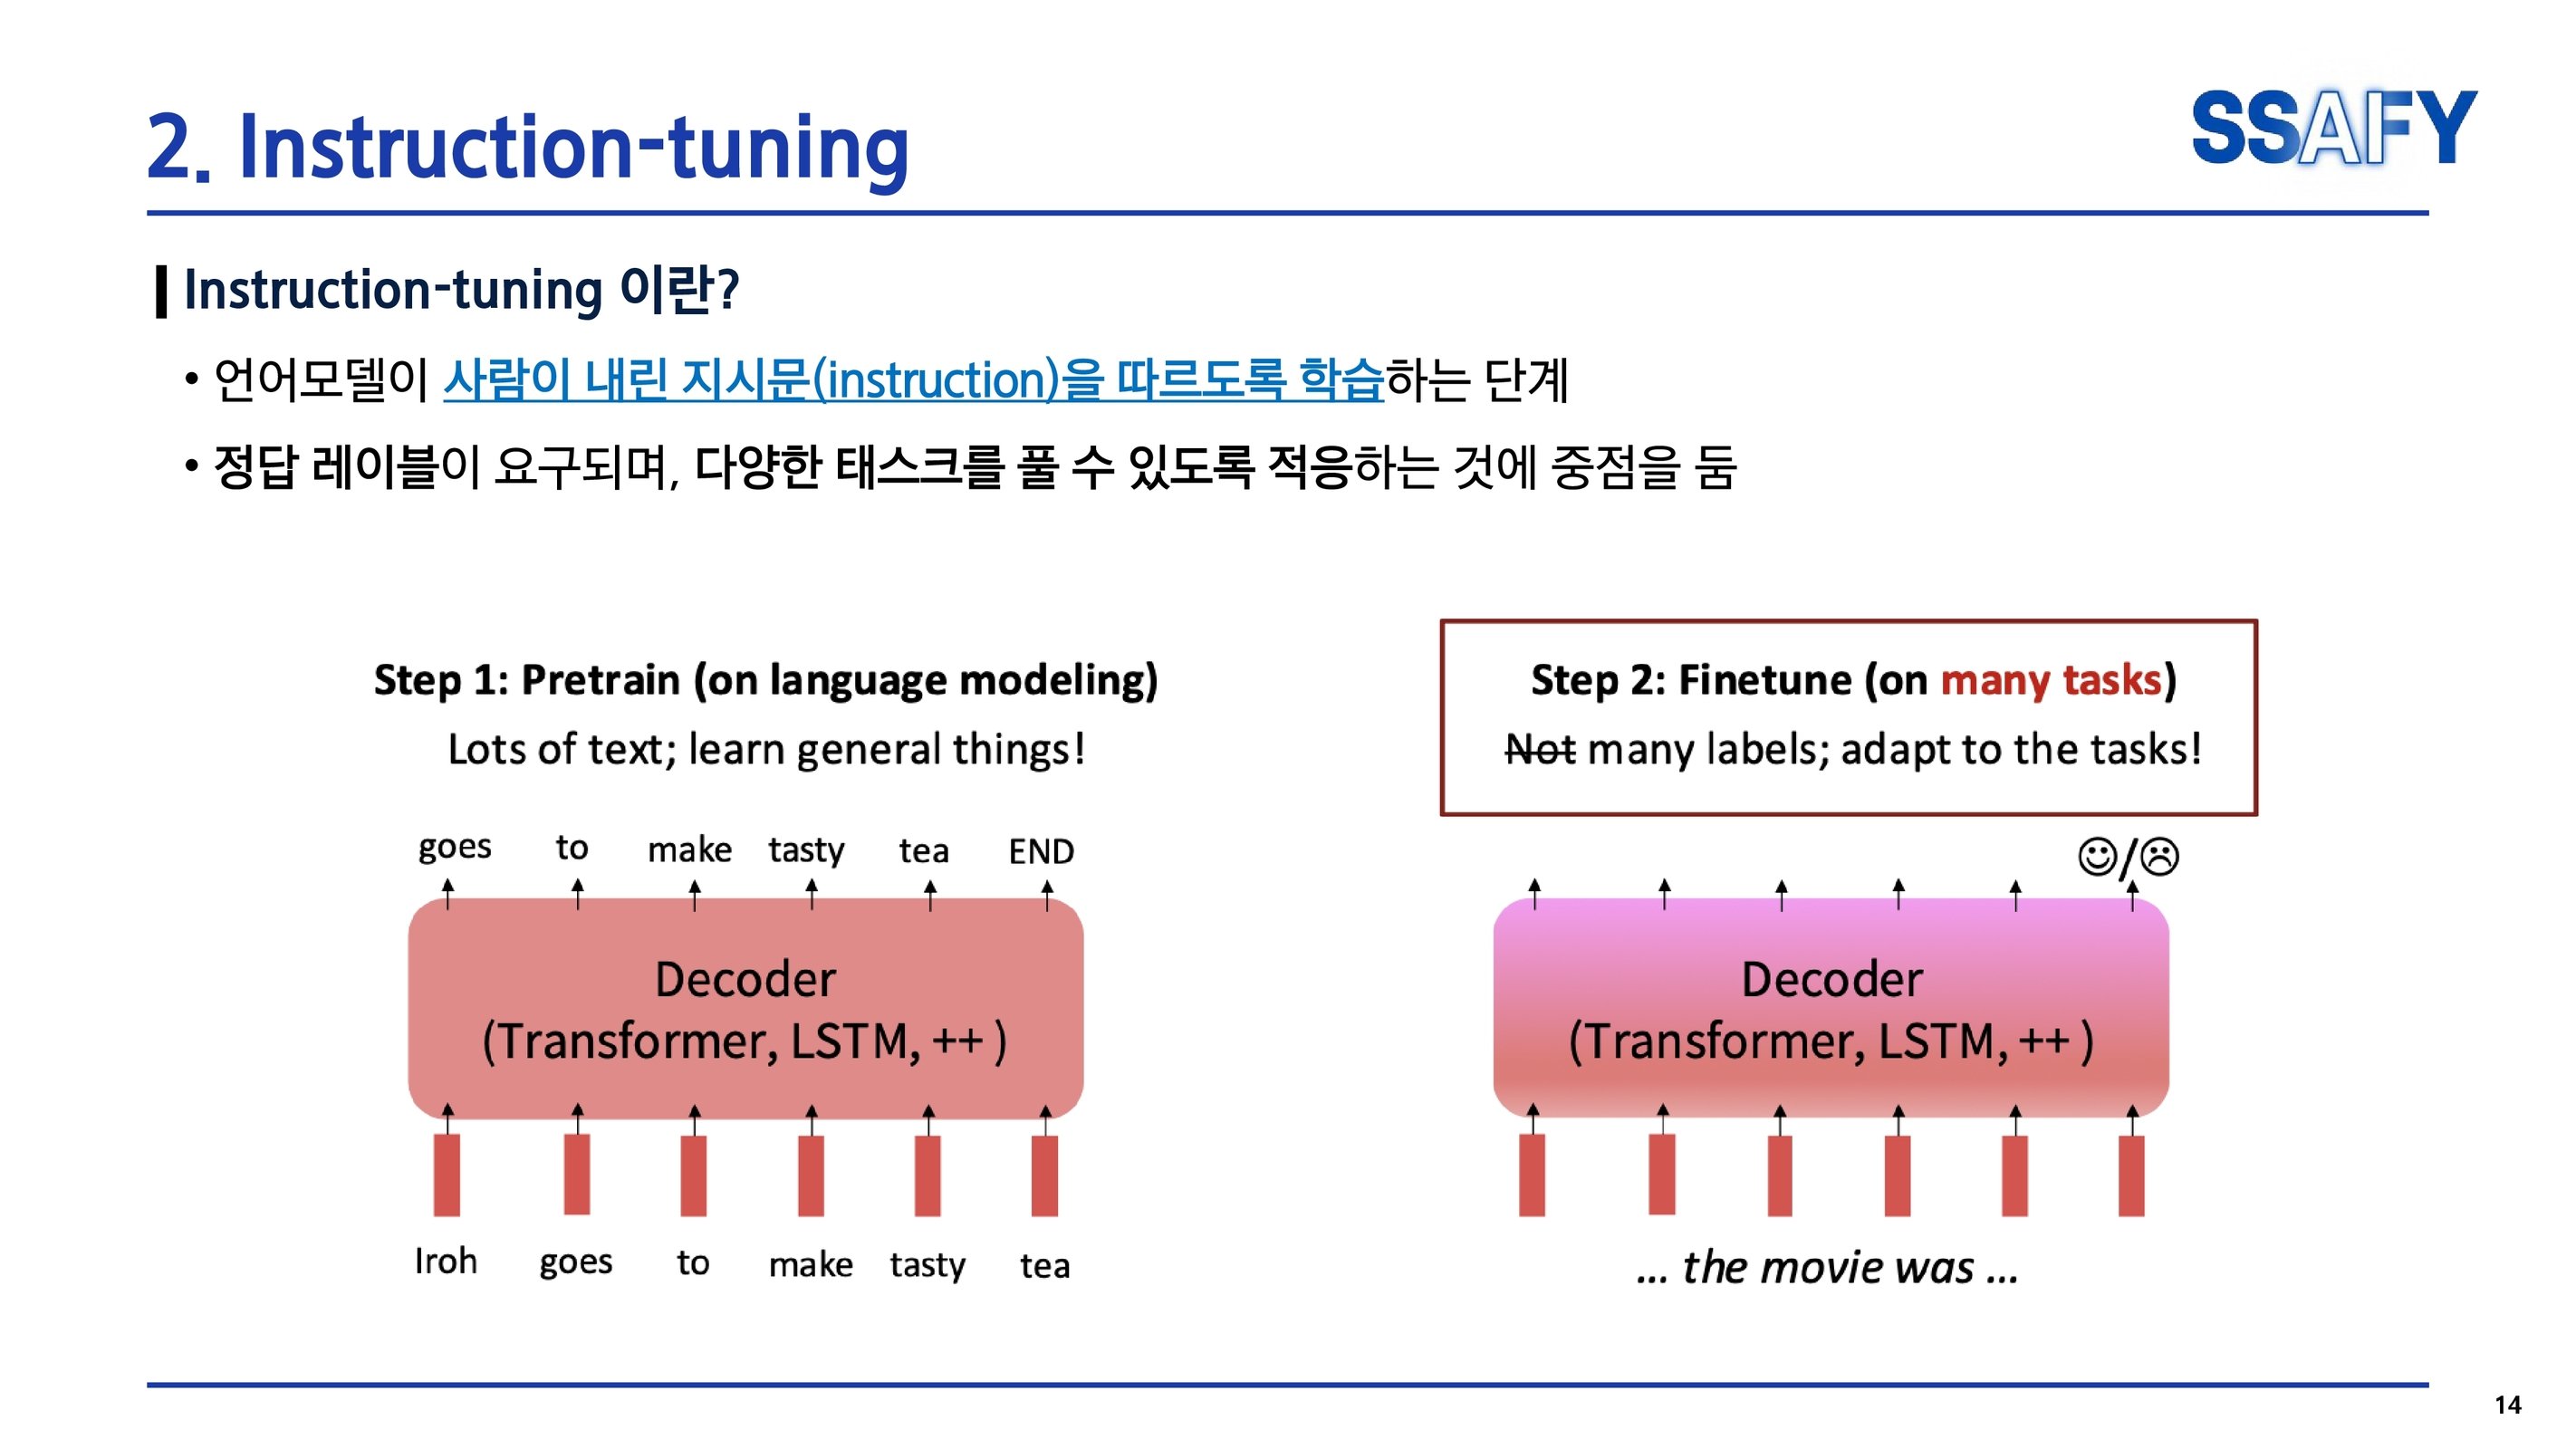 2. Instruction-tuning
SSAFY
Instruction-tuning 이란?
• 언어모델이 사람이 내린 지시문(instruction)을 따르도록 학습하는 단계
• 정답 레이블이 요구되며, 다양한 태스크를 풀 수 있도록 적응하는 것에 중점을 둠
Step 1: Pretrain (on language modeling)
Lots of text; learn general things!
goes to make tasty tea END
Decoder
(Transformer, LSTM, ++ )
Iroh goes to make tasty tea
Step 2: Finetune (on many tasks)
Not many labels; adapt to the tasks!
☺/☹
Decoder
(Transformer, LSTM, ++ )
... the movie was ...
14